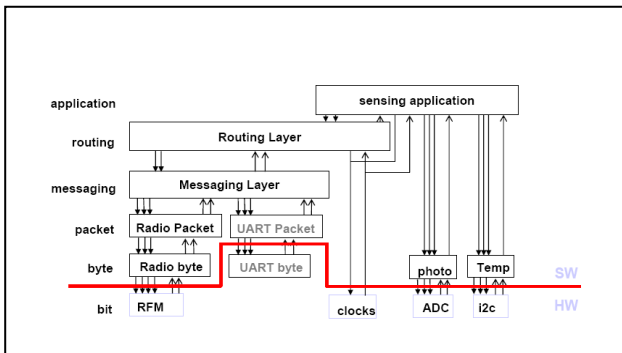 application
sensing application
routing
Routing Layer
messaging
Messaging Layer
packet
Radio Packet
UART Packet
byte
Radio byte
UART byte
photo
Temp
SW
bit
RFM
clocks
ADC
i2c
HW